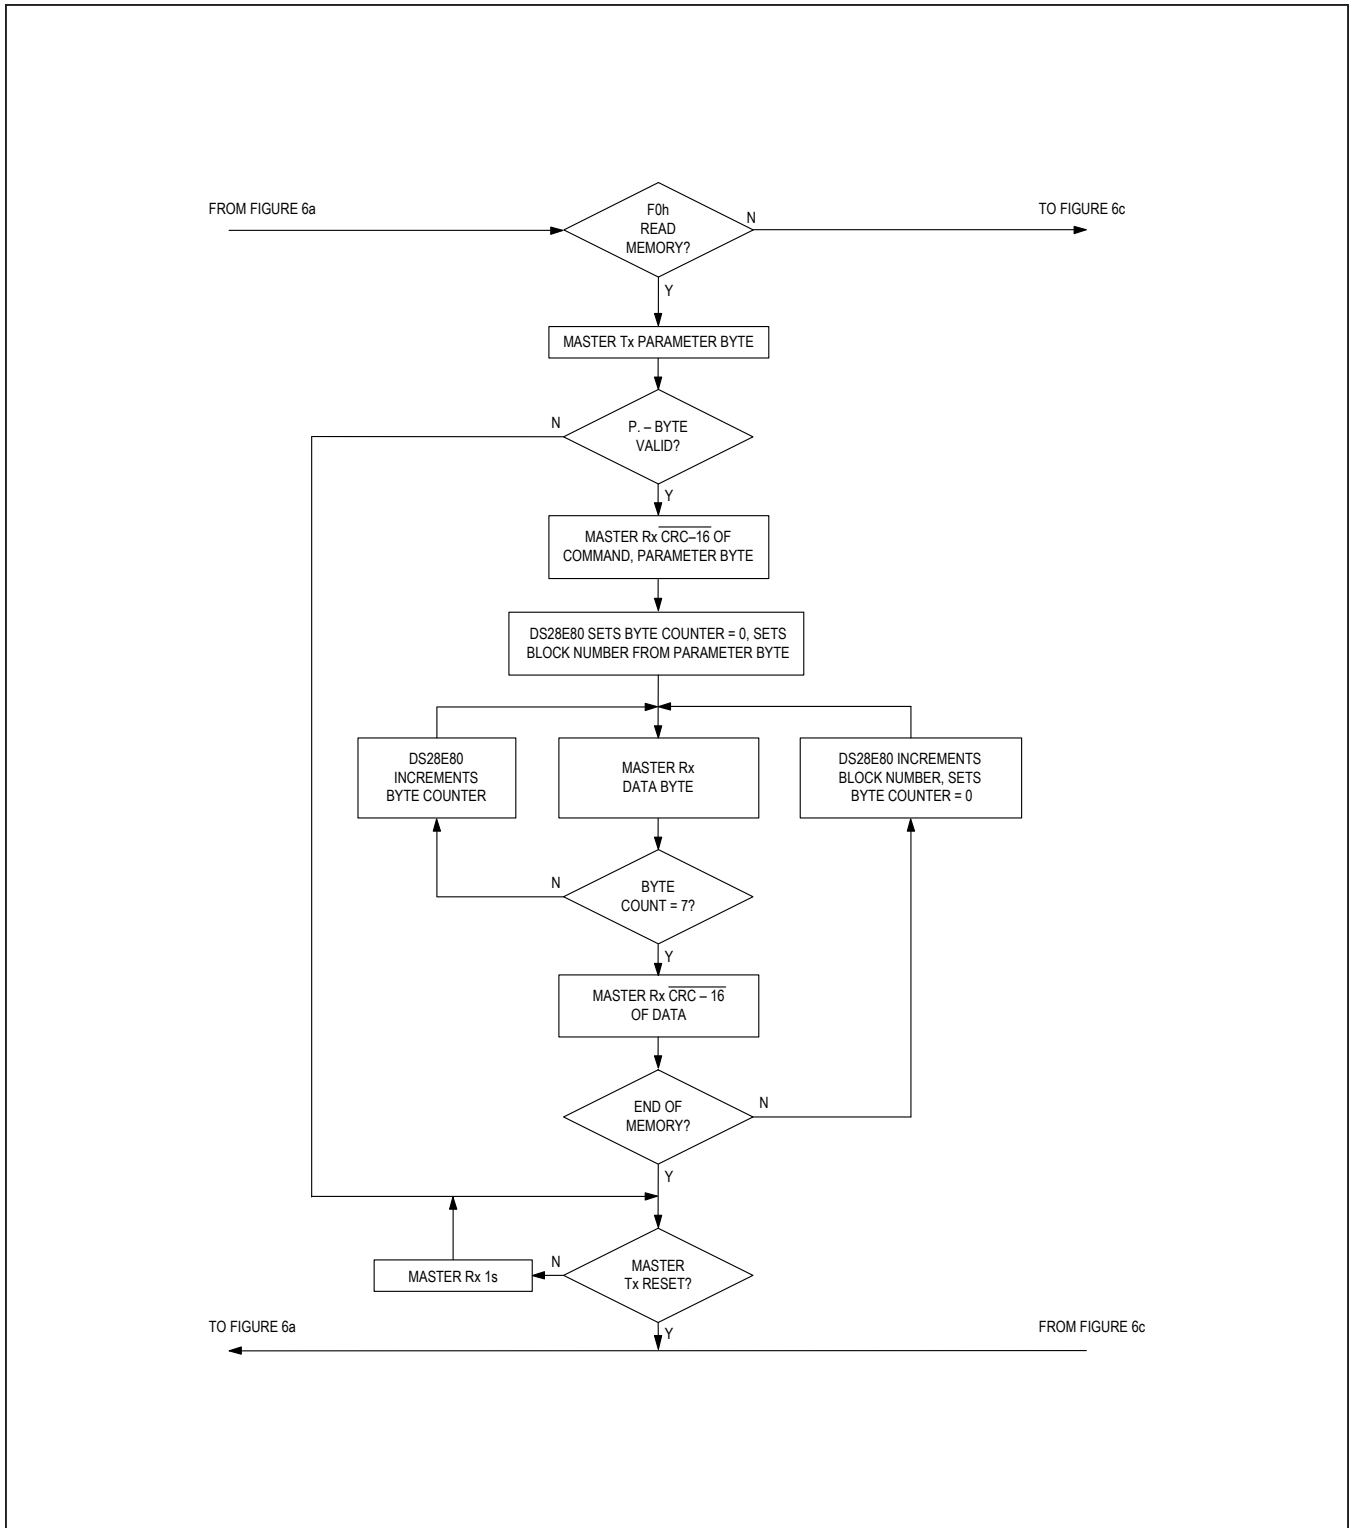 FROM FIGURE 6a
F0h
READ
MEMORY?
N
TO FIGURE 6c
Y
MASTER Tx PARAMETER BYTE
N
P. – BYTE
VALID?
Y
MASTER Rx CRC–16 OF
COMMAND, PARAMETER BYTE
DS28E80 SETS BYTE COUNTER = 0, SETS
BLOCK NUMBER FROM PARAMETER BYTE
DS28E80
INCREMENTS
BYTE COUNTER
MASTER Rx
DATA BYTE
DS28E80 INCREMENTS
BLOCK NUMBER, SETS
BYTE COUNTER = 0
N
BYTE
COUNT = 7?
Y
MASTER Rx CRC – 16
OF DATA
END OF
MEMORY?
N
Y
MASTER Rx 1s
N
MASTER
Tx RESET?
Y
TO FIGURE 6a
FROM FIGURE 6c